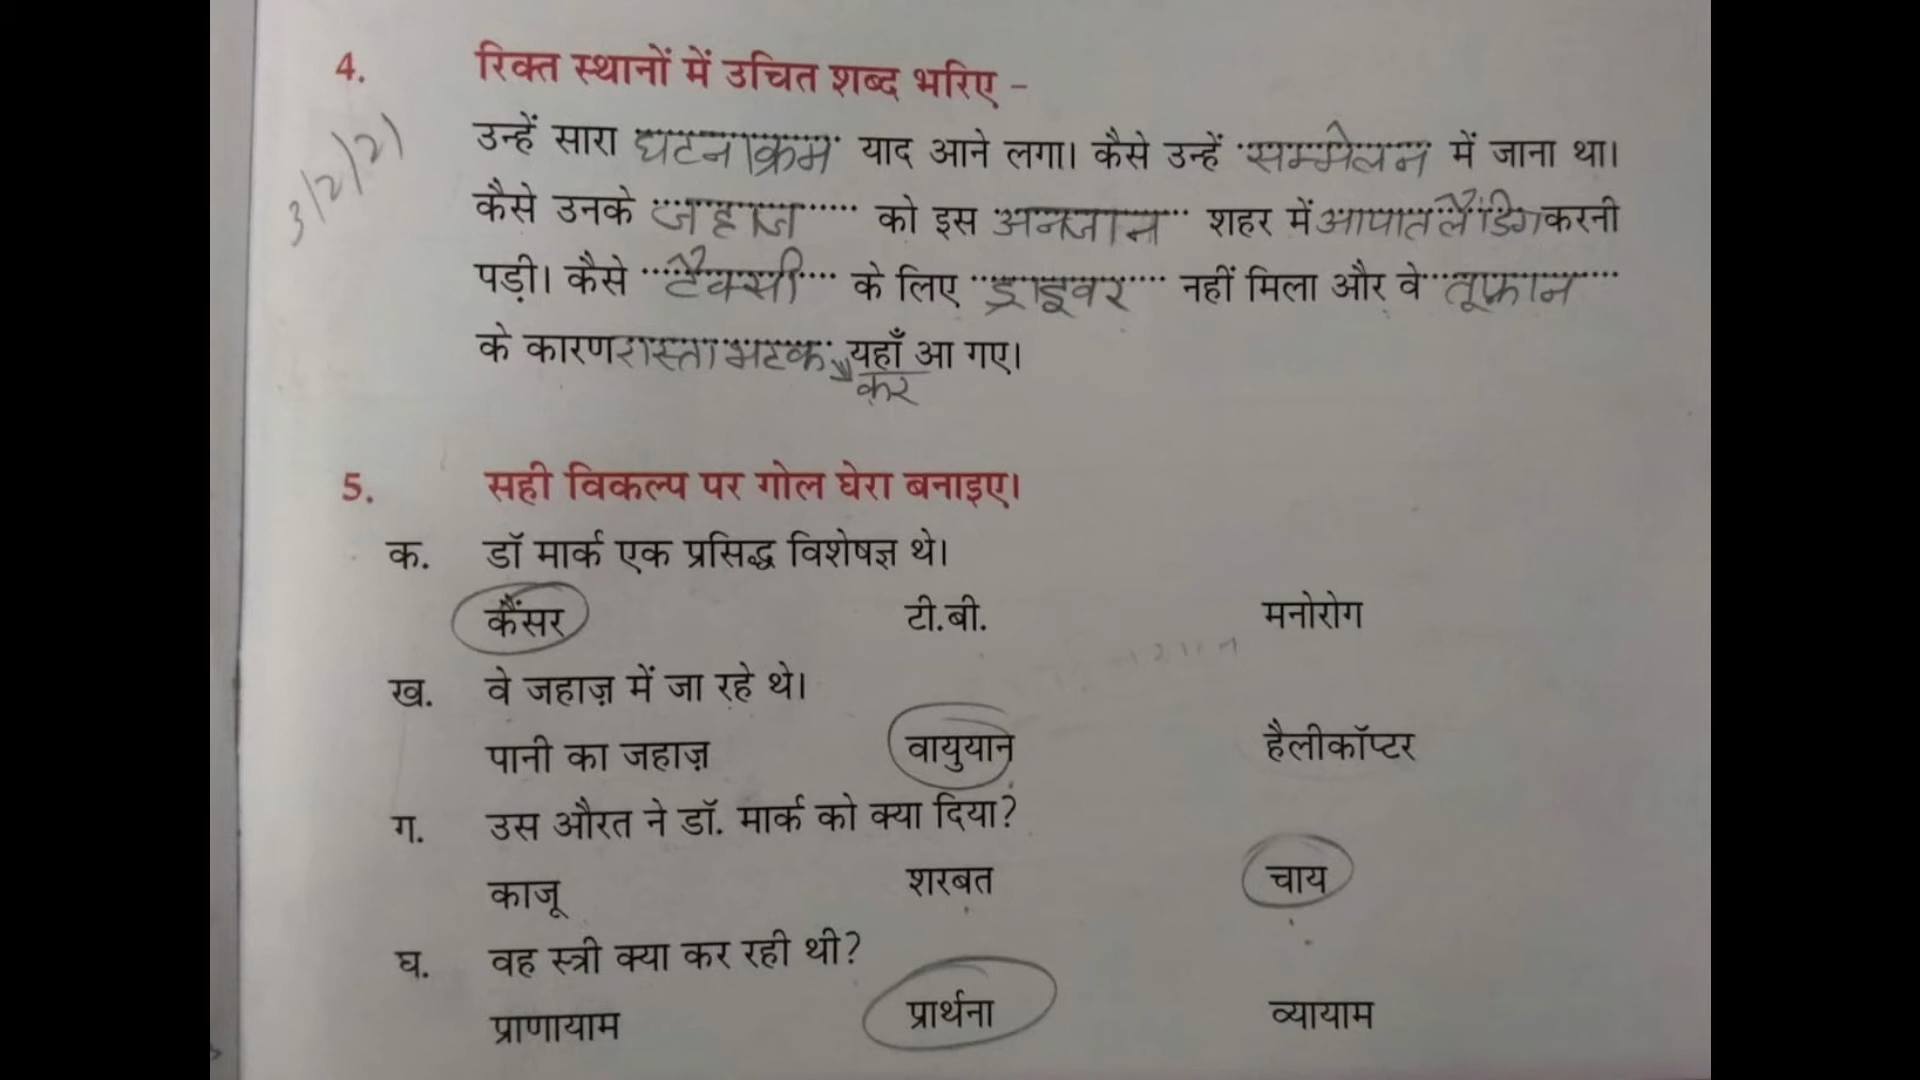 4. रिक्त स्थानों में उचित शब्द भरिए -
3/2/21
उन्हें सारा घटनाक्रम याद आने लगा। कैसे उन्हें सम्मेलन में जाना था।
कैसे उनके जहाज को इस अनजान शहर में आपात लैंडिंग करनी
पड़ी। कैसे टैक्सी के लिए ड्राइवर नहीं मिला और वे तूफान
के कारण रास्ता भटक यहाँ आ गए।
कर
5. सही विकल्प पर गोल घेरा बनाइए।
क. डॉ मार्क एक प्रसिद्ध विशेषज्ञ थे।
कैंसर टी.बी. मनोरोग
ख. वे जहाज़ में जा रहे थे।
पानी का जहाज़ वायुयान हैलीकॉप्टर
ग. उस औरत ने डॉ. मार्क को क्या दिया?
काजू शरबत चाय
घ. वह स्त्री क्या कर रही थी?
प्राणायाम प्रार्थना व्यायाम